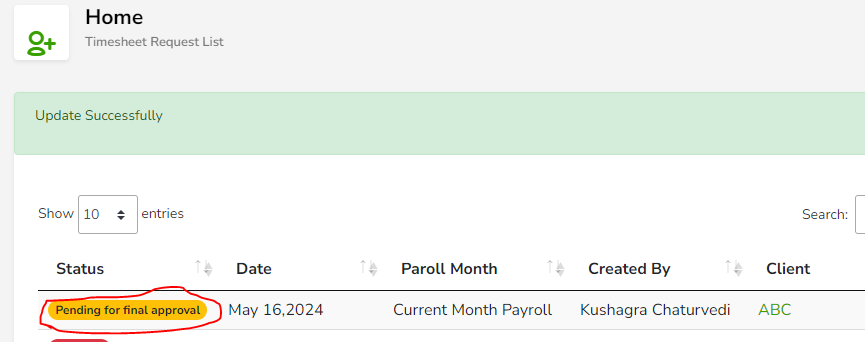 Home
Timesheet Request List
Update Successfully
Show 10 entries Search:
Status Date Paroll Month Created By Client
Pending for final approval May 16,2024 Current Month Payroll Kushagra Chaturvedi ABC